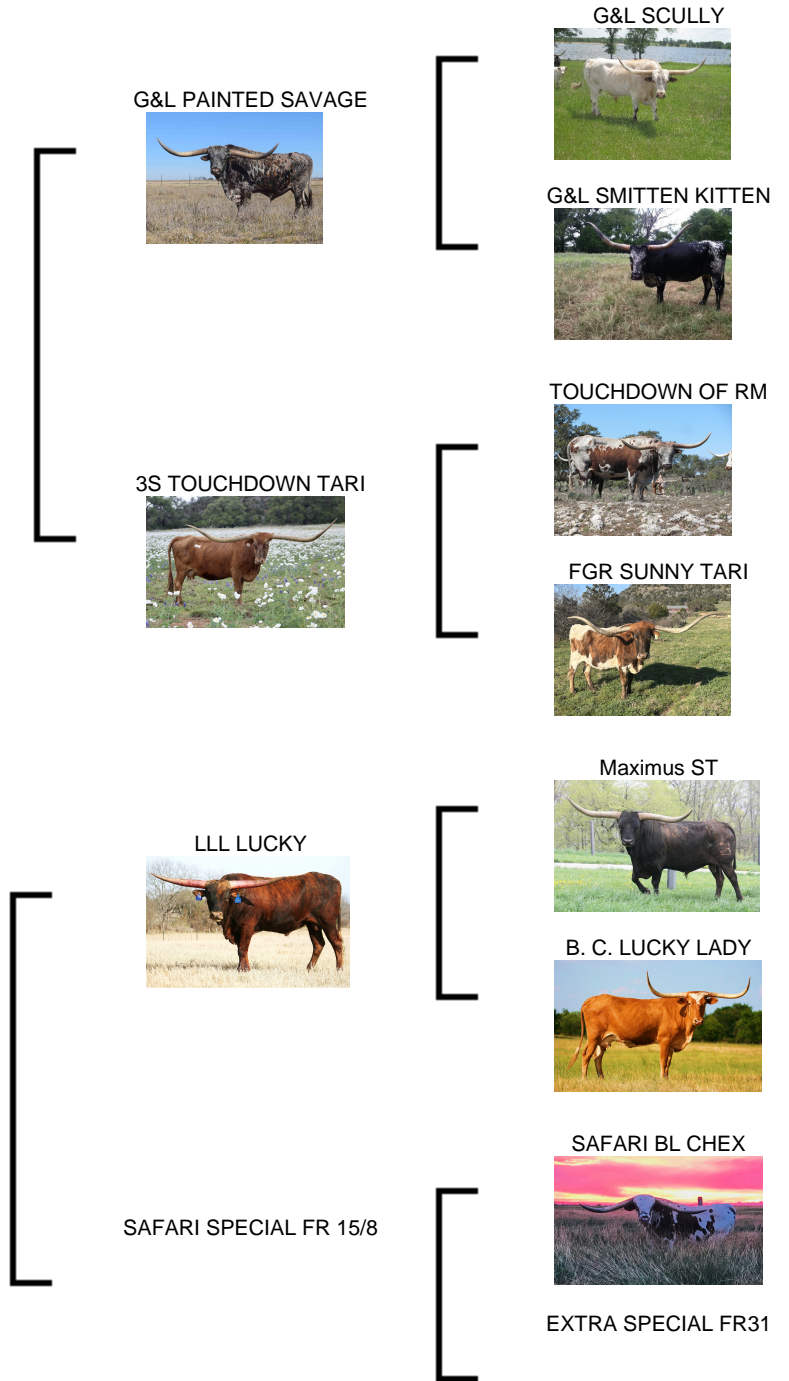 G&L SCULLY
G&L PAINTED SAVAGE
G&L SMITTEN KITTEN
TOUCHDOWN OF RM
3S TOUCHDOWN TARI
FGR SUNNY TARI
Maximus ST
LLL LUCKY
B. C. LUCKY LADY
SAFARI BL CHEX
SAFARI SPECIAL FR 15/8
EXTRA SPECIAL FR31